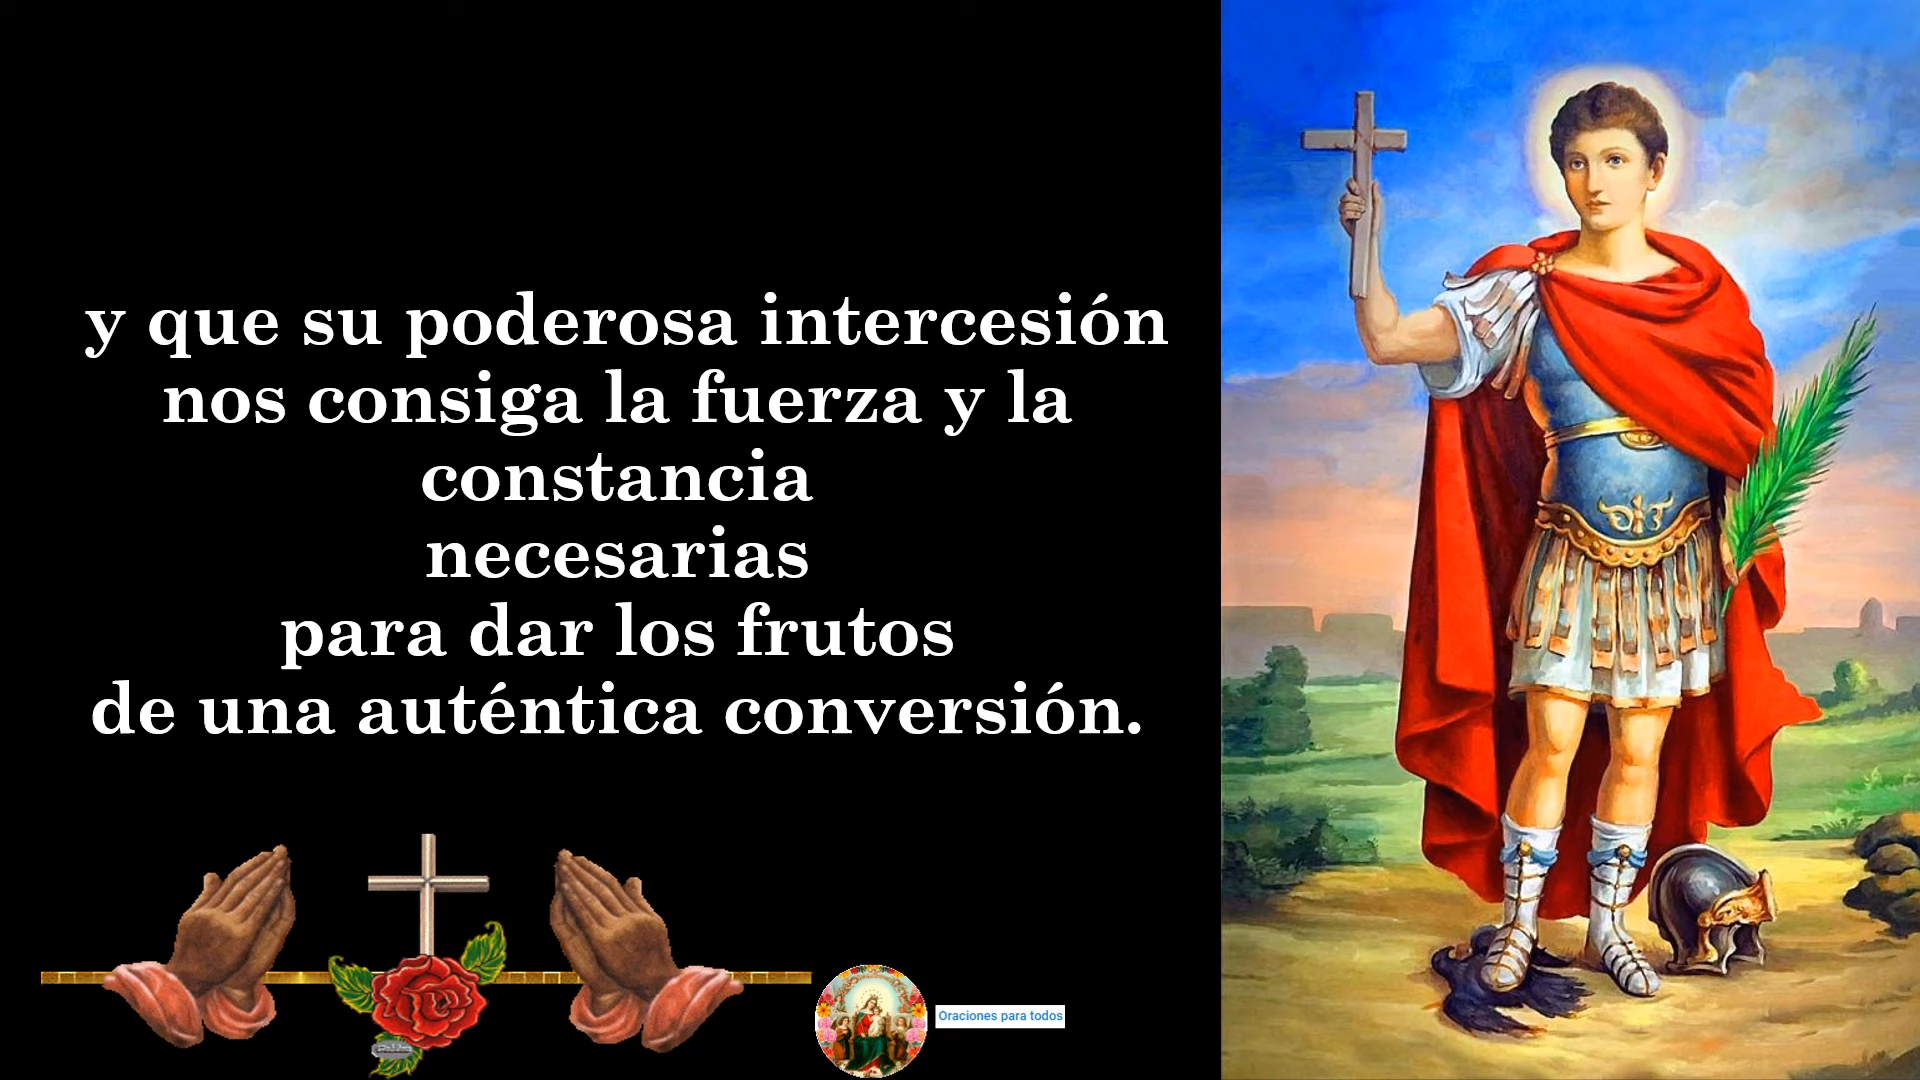 y que su poderosa intercesión
nos consiga la fuerza y la
constancia
necesarias
para dar los frutos
de una auténtica conversión.
Oraciones para todos